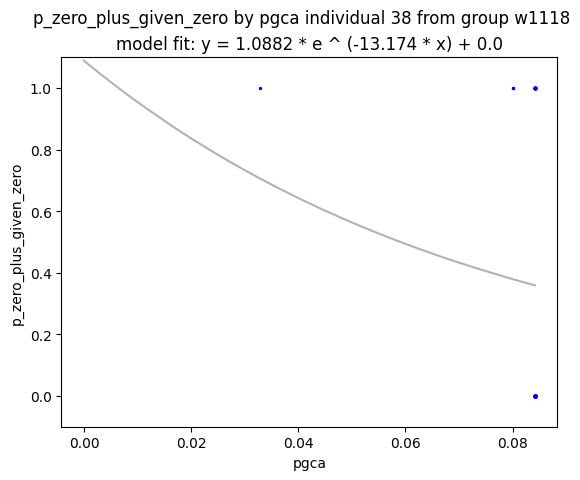 p_zero_plus_given_zero by pgca individual 38 from group w1118
model fit: y = 1.0882 * e ^ (-13.174 * x) + 0.0
1.0
0.8
0.6
0.4
0.2
0.0
p_zero_plus_given_zero
0.00 0.02 0.04 0.06 0.08
pgca